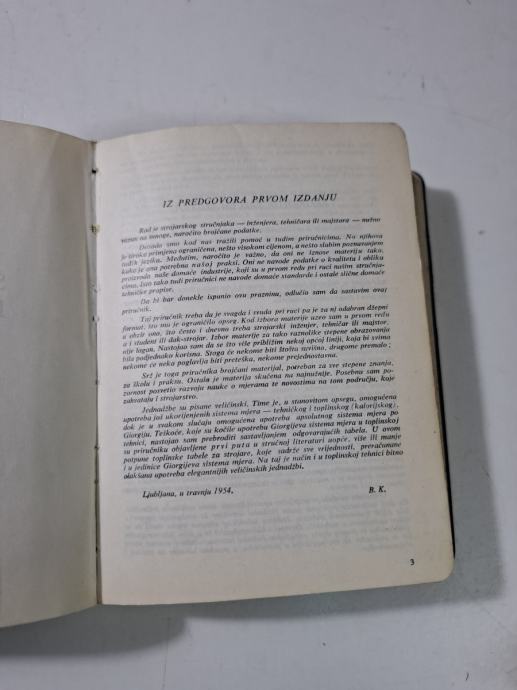 IZ PREDGOVORA PRVOM IZDANJU
Rad je strojarskog stručnjaka — inženjera, tehničara ili majstora — nužno
vezan na mnoge, naročito brojčane podatke.
Donedo smo kod nas tražili pomoć u tuđim priručnicima. No njihova
je široka primjena ograničena, nešto visokom cijenom, a nešto slabim poznavanjem
tuđih jezika. Međutim, naročito je važno, da oni ne iznose materiju tako,
kako je ona potrebna našoj praksi. Oni ne navode podatke o kvaliteti i obliku
proizvoda naše domaće industrije, koji su u prvom redu pri ruci našim stručnja-
cima, isto tako tuđi priručnici ne navode domaće standarde i ostale slične domaće
tehničke propise.
Da bi bar donekle ispunio ovu prazninu, odlučio sam da sastavim ovaj
priručnik.
Taj priručnik treba da je svagda i svuda pri ruci pa je za nj odabran džepni
format, što mu je ograničilo opseg. Kod izbora materije uzeo sam u prvom redu
u obzir ono, što često i dnevno treba strojarski inženjer, tehničar ili majstor,
a i student ili đak-strojar. Izbor materije za tako raznolike stepene obrazovanja
nije lagan. Nastojao sam da se što više približim nekoj općoj liniji, koja bi svima
bila podjednako korisna. Stoga će nekome biti štošta suvišno, drugome premalo;
nekome će neka poglavlja biti preteška, nekome prejednostavna.
Srž je toga priručnika brojčani materijal, potreban za sve stepene znanja,
za školu i praksu. Ostala je materija skučena na najnužnije. Posebnu sam po-
zornost posvetio razvoju nauke o mjerama te novostima na tom području, koje
zahvataju i strojarstvo.
Jednadžbe su pisane veličinski. Time je, u stanovitom opsegu, omogućena
upotreba još ukorijenjenih sistema mjera — tehničkog i toplinskog (kalorijskog),
dok je u svakom slučaju omogućena upotreba apsolutnog sistema mjera po
Giorgiju. Teškoće, koje su kočile upotrebu Giorgijeva sistema mjera u toplinskoj
tehnici, nastojao sam prebroditi sastavljanjem odgovarajućih tabela. U ovom
su priručniku objavljene prvi puta u stručnoj literaturi uopće, više ili manje
potpune toplinske tabele za strojare, koje sadrže sve vrijednosti, preračunane
i u jedinice Giorgijeva sistema mjera. Na taj je način i u toplinskoj tehnici bitno
olakšana upotreba elegantnijih veličinskih jednadžbi.
Ljubljana, u travnju 1954. B. K.
3